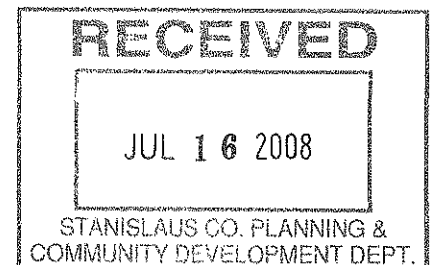 RECEIVED
JUL 16 2008
STANISLAUS CO. PLANNING &
COMMUNITY DEVELOPMENT DEPT.